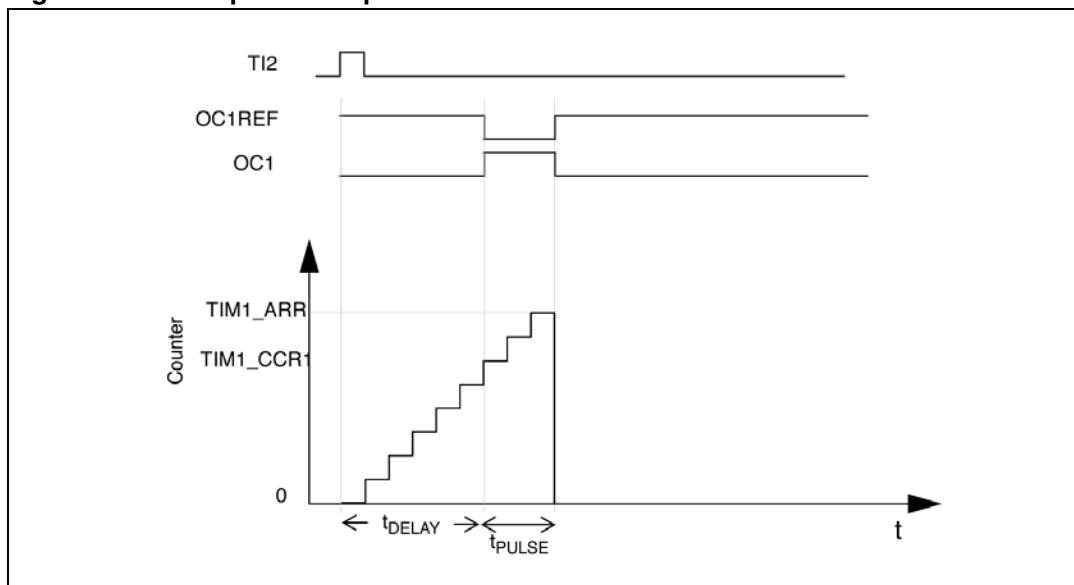 TI2
OC1REF
OC1
TIM1_ARR
TIM1_CCR1
Counter
0
tDELAY
tPULSE
t